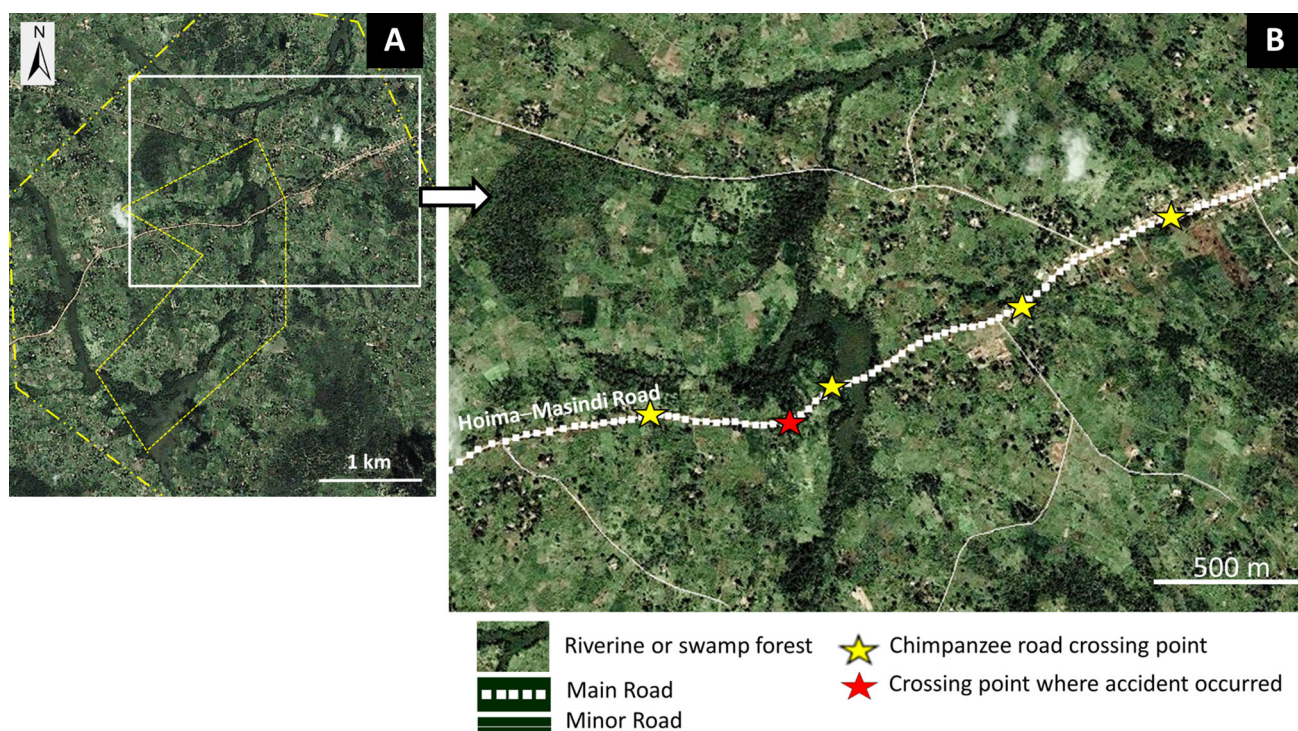 N
A
1 km
B
Hoima–Masindi Road
500 m
Riverine or swamp forest
Main Road
Minor Road
Chimpanzee road crossing point
Crossing point where accident occurred